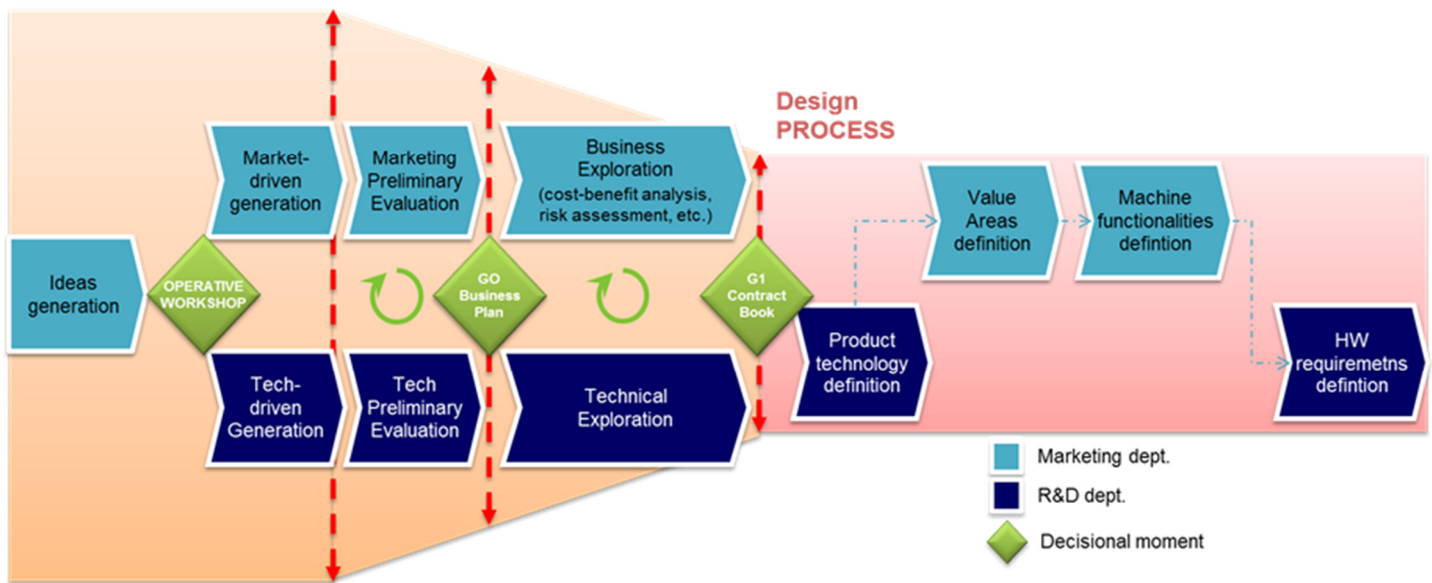 Design
PROCESS
Ideas
generation
OPERATIVE
WORKSHOP
Market-
driven
generation
Marketing
Preliminary
Evaluation
Business
Exploration
(cost-benefit analysis,
risk assessment, etc.)
GO
Business
Plan
G1
Contract
Book
Tech-
driven
Generation
Tech
Preliminary
Evaluation
Technical
Exploration
Product
technology
definition
Value
Areas
definition
Machine
functionalities
defintion
HW
requiremetns
defintion
Marketing dept.
R&D dept.
Decisional moment